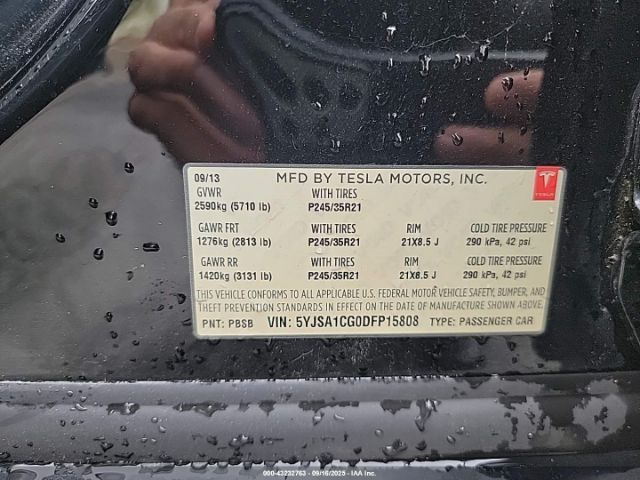 09/13 MFD BY TESLA MOTORS, INC.
GVWR WITH TIRES
2590kg (5710 lb) P245/35R21
TESLA
GAWR FRT WITH TIRES RIM COLD TIRE PRESSURE
1276kg (2813 lb) P245/35R21 21X8.5 J 290 kPa, 42 psi
GAWR RR WITH TIRES RIM COLD TIRE PRESSURE
1420kg (3131 lb) P245/35R21 21X8.5 J 290 kPa, 42 psi
THIS VEHICLE CONFORMS TO ALL APPLICABLE U.S. FEDERAL MOTOR VEHICLE SAFETY, BUMPER, AND
THEFT PREVENTION STANDARDS IN EFFECT ON THE DATE OF MANUFACTURE SHOWN ABOVE.
PNT: PBSB VIN: 5YJSA1CG0DFP15808 TYPE: PASSENGER CAR
000-43232763 - 09/16/2025 - IAA Inc.